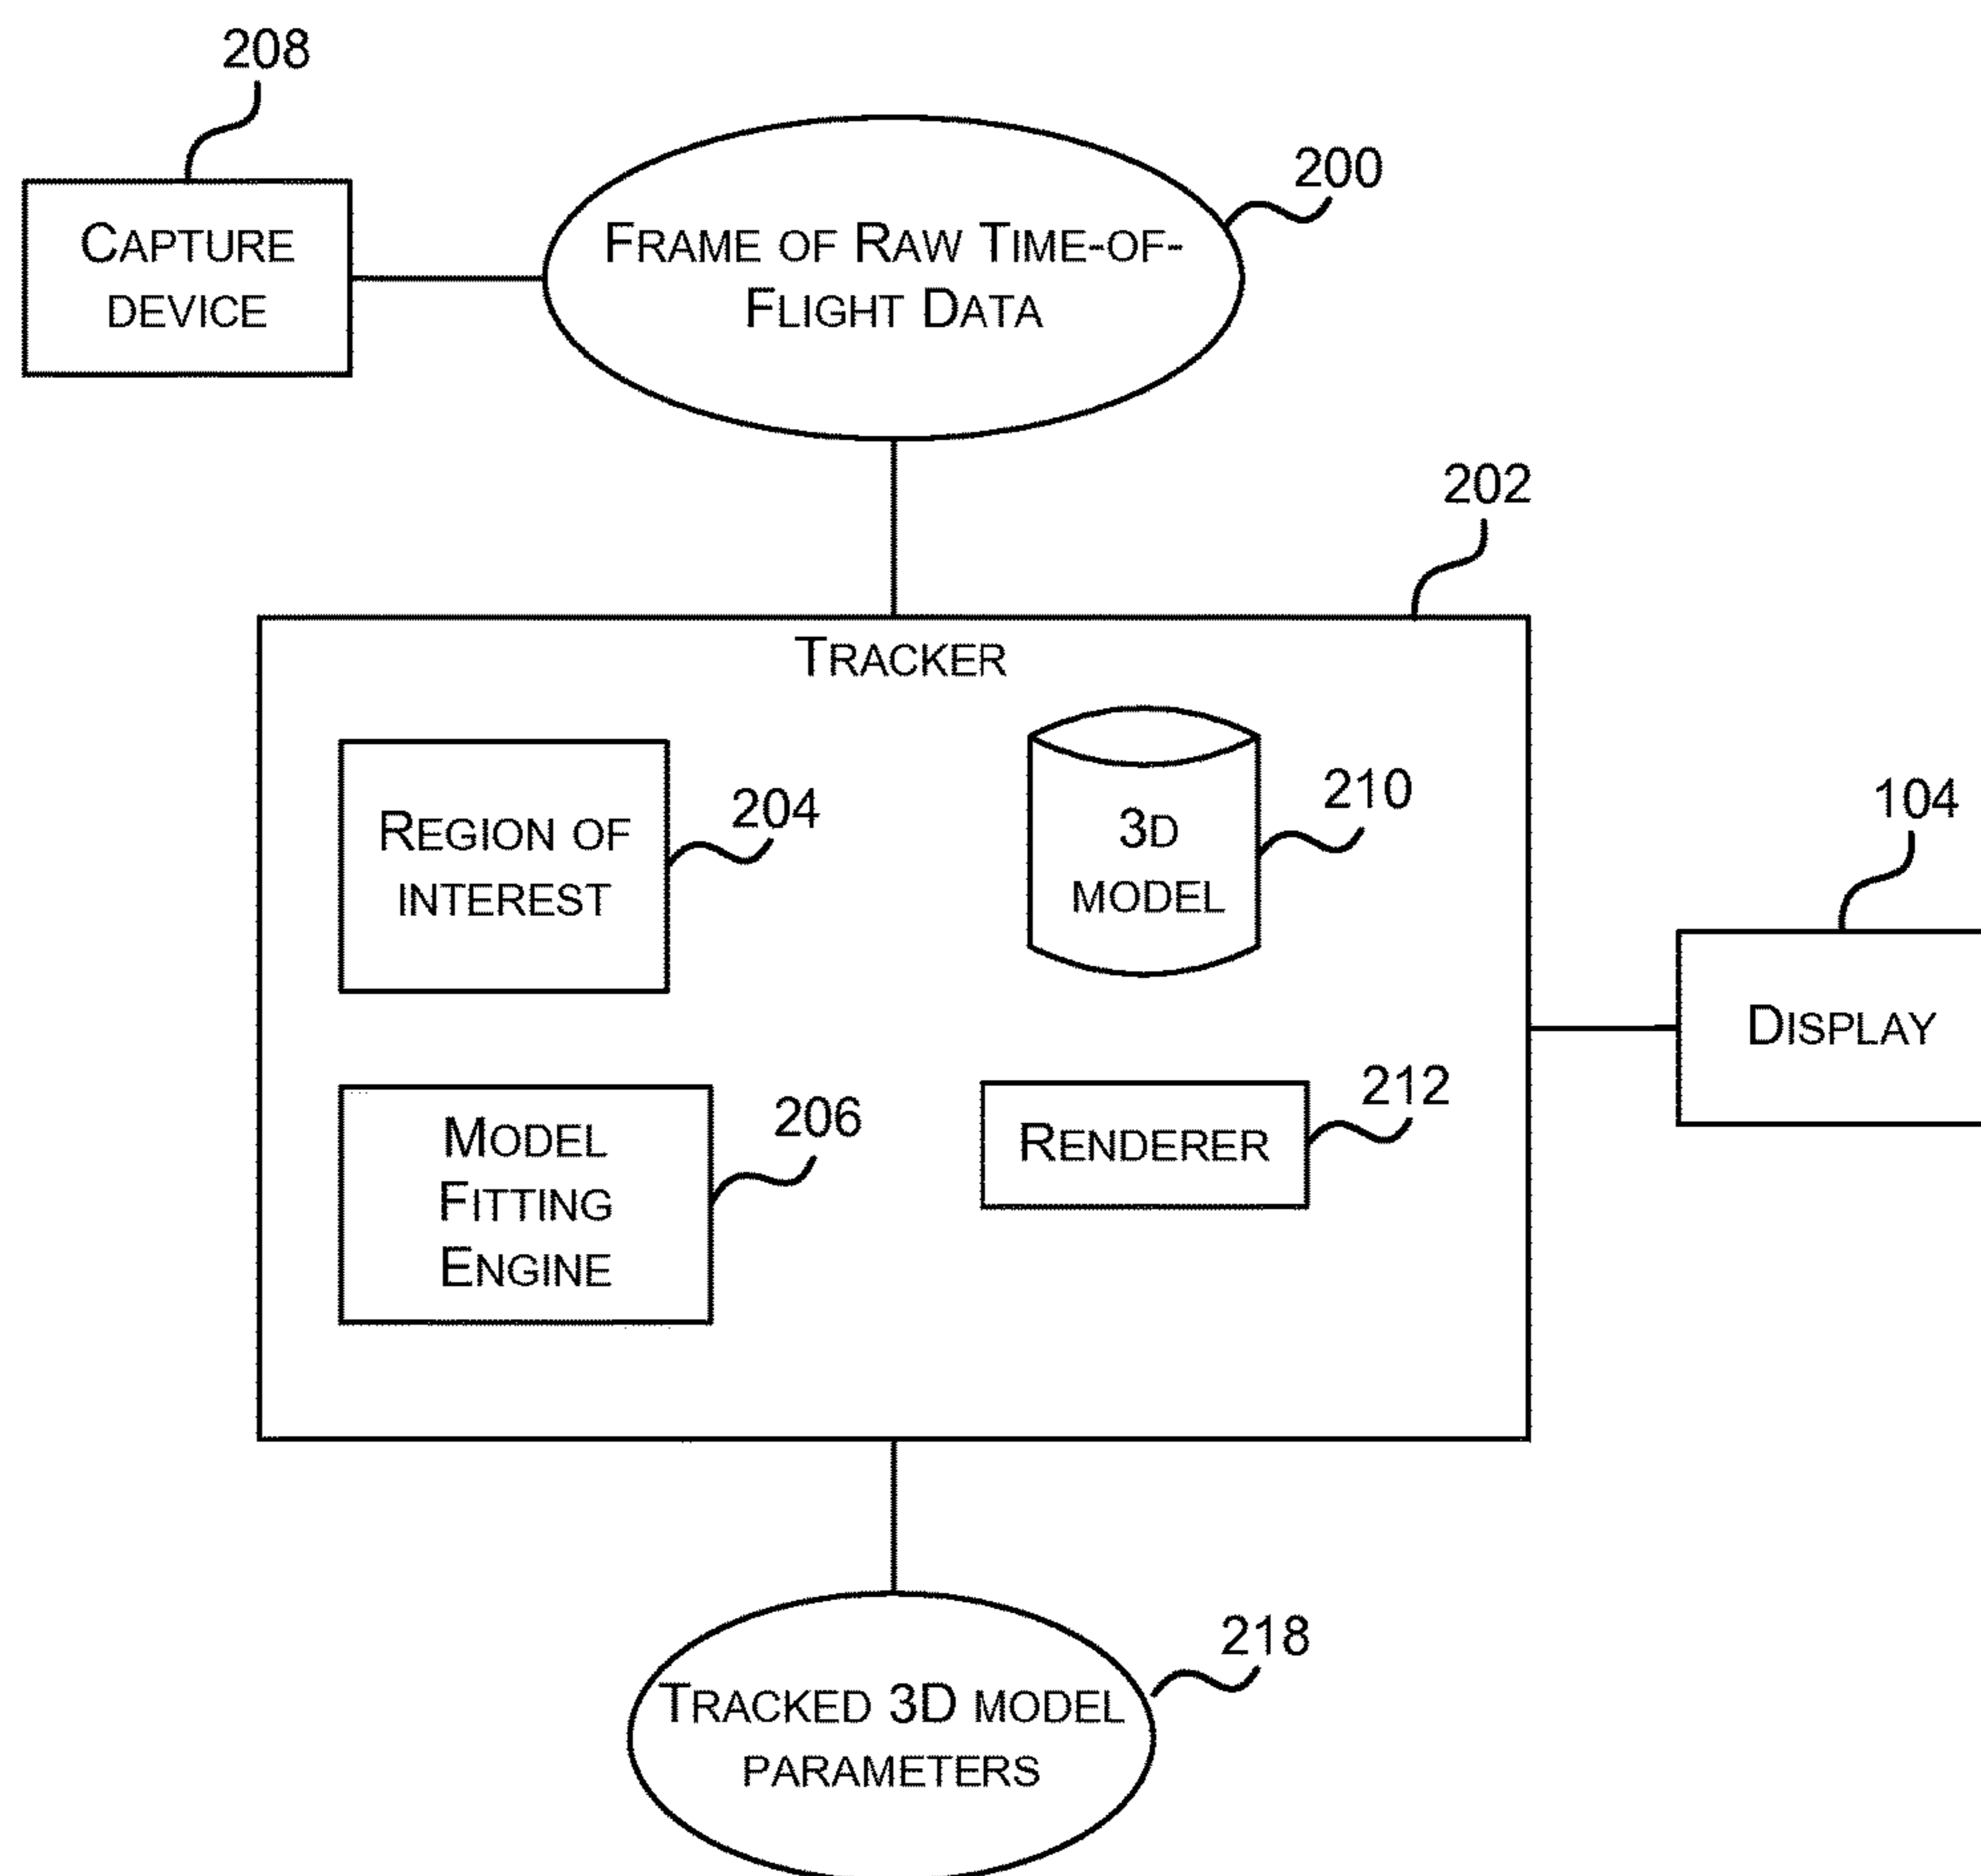 208
200
CAPTURE
DEVICE
FRAME OF RAW TIME-OF-
FLIGHT DATA
202
TRACKER
204
REGION OF
INTEREST
210
3D
MODEL
104
DISPLAY
206
MODEL
FITTING
ENGINE
212
RENDERER
218
TRACKED 3D MODEL
PARAMETERS